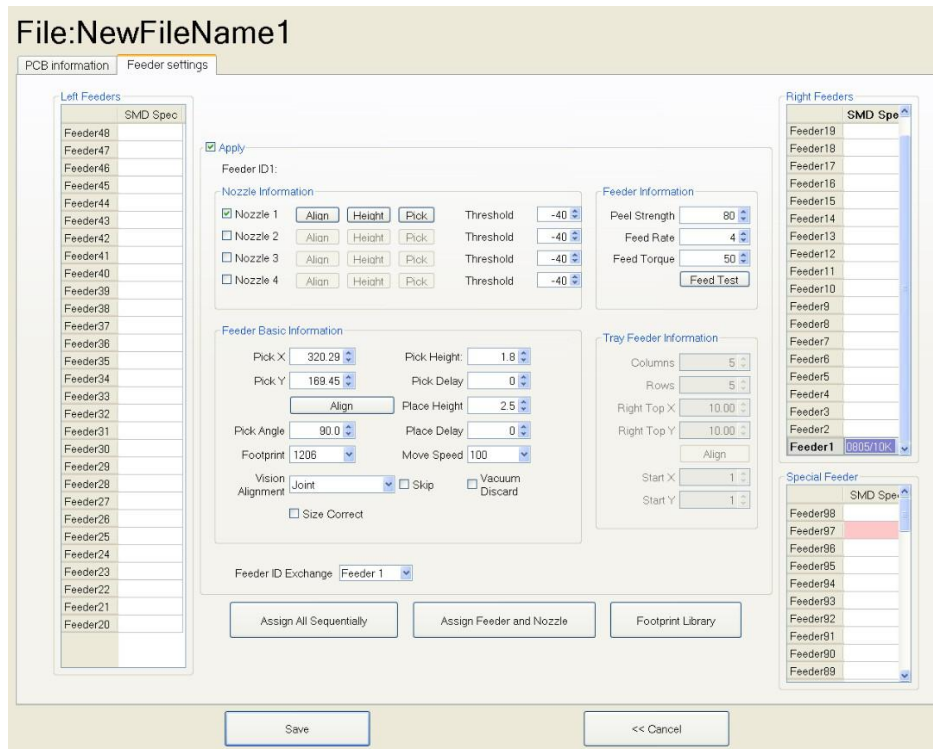 File:NewFileName1
PCB information Feeder settings
Left Feeders
SMD Spec
Feeder48
Feeder47
Feeder46
Feeder45
Feeder44
Feeder43
Feeder42
Feeder41
Feeder40
Feeder39
Feeder38
Feeder37
Feeder36
Feeder35
Feeder34
Feeder33
Feeder32
Feeder31
Feeder30
Feeder29
Feeder28
Feeder27
Feeder26
Feeder25
Feeder24
Feeder23
Feeder22
Feeder21
Feeder20
Apply
Feeder ID1:
Nozzle Information
Nozzle 1 Align Height Pick Threshold -40
Nozzle 2 Align Height Pick Threshold -40
Nozzle 3 Align Height Pick Threshold -40
Nozzle 4 Align Height Pick Threshold -40
Feeder Information
Peel Strength 80
Feed Rate 4
Feed Torque 50
Feed Test
Feeder Basic Information
Pick X 320.29 Pick Height: 1.8
Pick Y 169.45 Pick Delay 0
Align Place Height 2.5
Pick Angle 90.0 Place Delay 0
Footprint 1206 Move Speed 100
Vision Alignment Joint Skip Vacuum Discard
Size Correct
Tray Feeder Information
Columns 5
Rows 5
Right Top X 10.00
Right Top Y 10.00
Align
Start X 1
Start Y 1
Feeder ID Exchange Feeder 1
Assign All Sequentially Assign Feeder and Nozzle Footprint Library
Right Feeders
SMD Spe
Feeder19
Feeder18
Feeder17
Feeder16
Feeder15
Feeder14
Feeder13
Feeder12
Feeder11
Feeder10
Feeder9
Feeder8
Feeder7
Feeder6
Feeder5
Feeder4
Feeder3
Feeder2
Feeder1 0805/10K
Special Feeder
SMD Spe
Feeder98
Feeder97
Feeder96
Feeder95
Feeder94
Feeder93
Feeder92
Feeder91
Feeder90
Feeder89
Save << Cancel